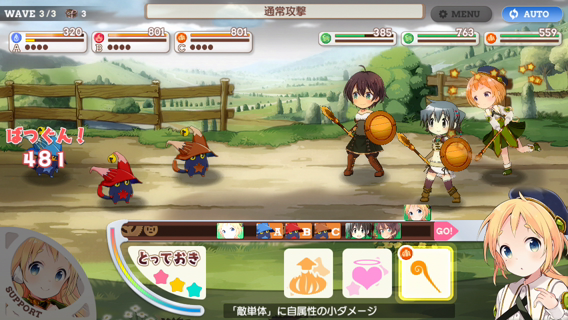 WAVE 3/3 3
通常攻撃
MENU
AUTO
320
801
801
385
763
559
A
B
C
ばつぐん!
481
A B C GO!
とっておき
SUPPORT
「敵単体」に自属性の小ダメージ